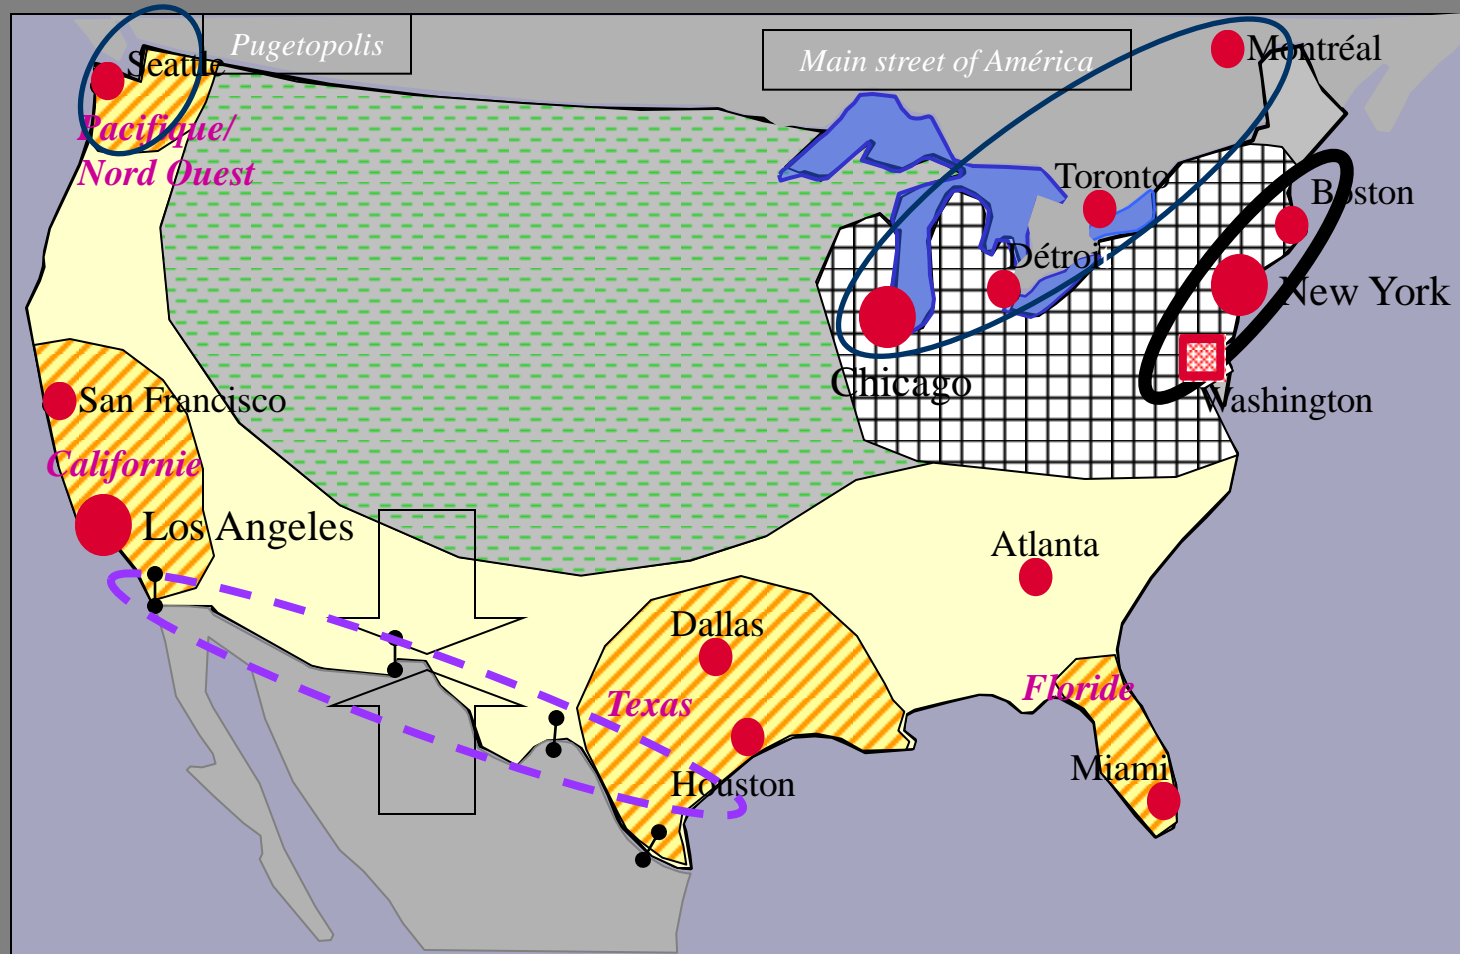 Pugetopolis
Main street of América
Montréal
Seattle
Pacifique/
Nord Ouest
Toronto
Boston
Détroi
New York
Chicago
Washington
San Francisco
Californie
Los Angeles
Atlanta
Dallas
Texas
Floride
Houston
Miami